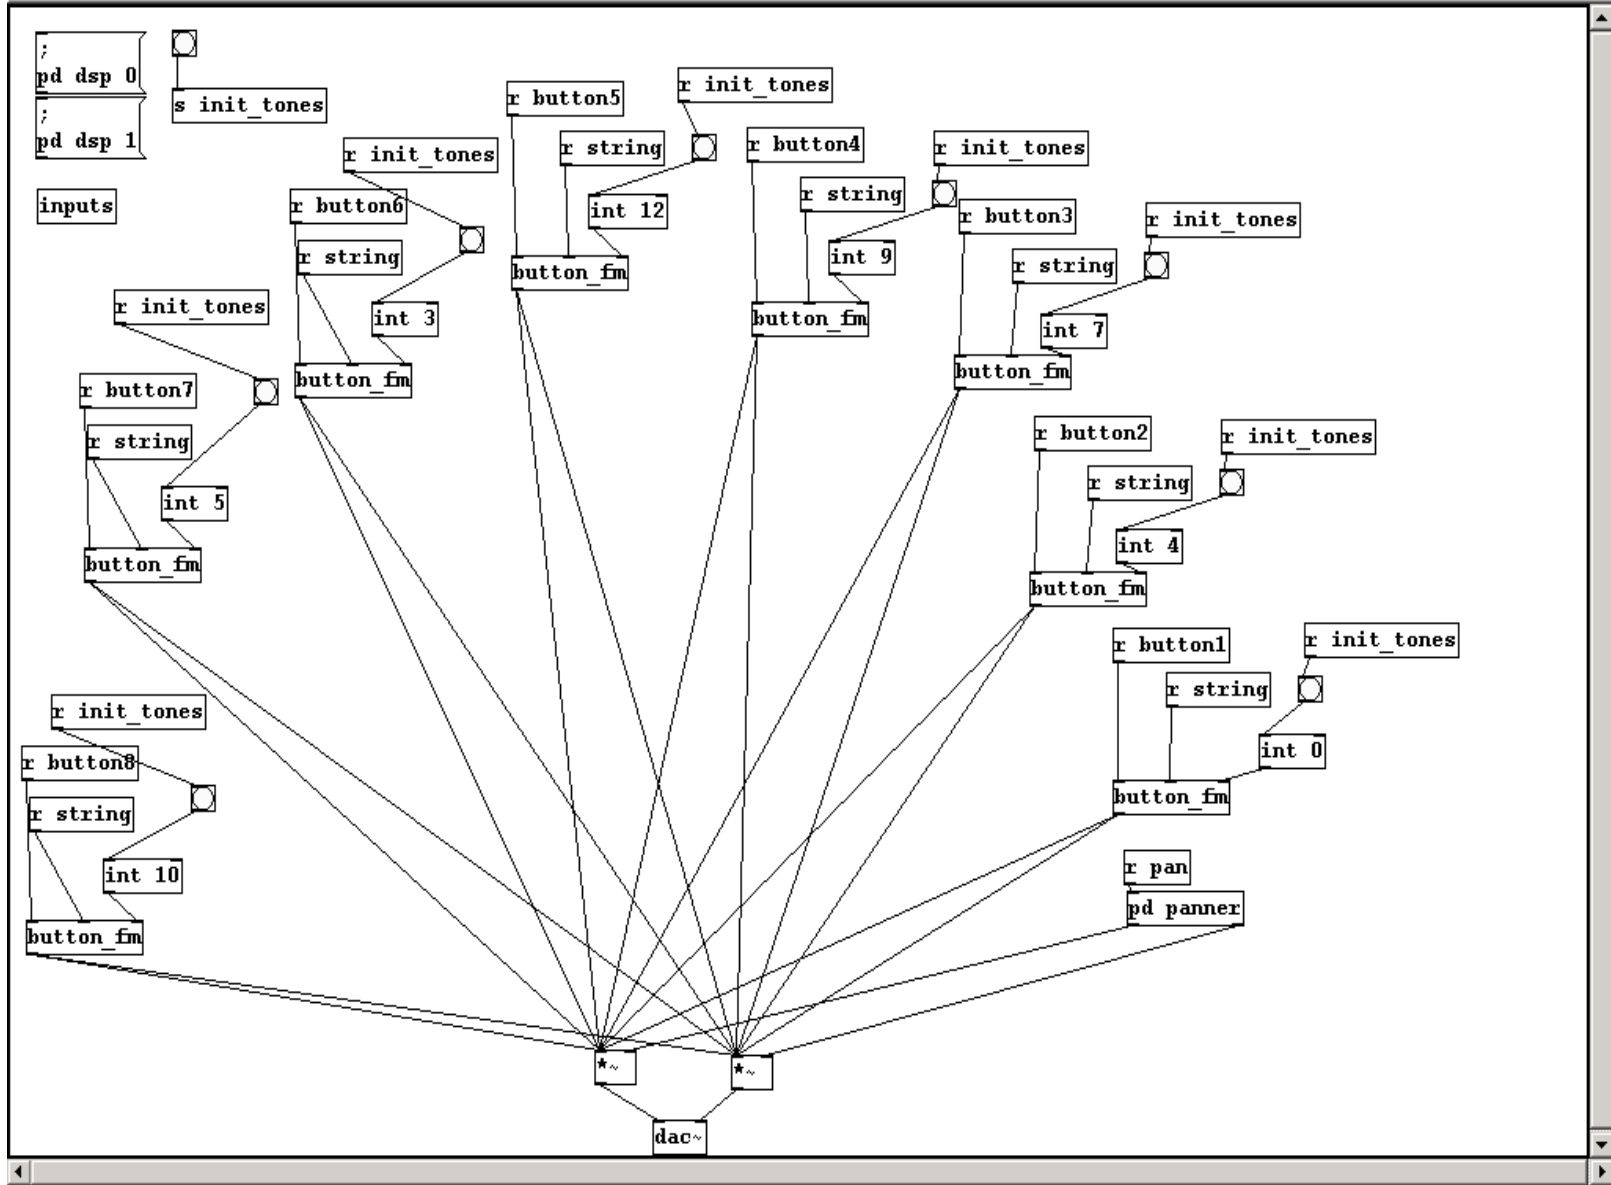 ;
pd dsp 0
;
pd dsp 1
s init_tones
inputs
r init_tones
r button6
r string
int 3
button_fm
r button5
r string
r init_tones
int 12
button_fm
r button4
r string
int 9
button_fm
r init_tones
r button3
r string
r init_tones
int 7
button_fm
r init_tones
r button7
r string
int 5
button_fm
r button2
r string
r init_tones
int 4
button_fm
r button1
r string
r init_tones
int 0
button_fm
r init_tones
r button8
r string
int 10
button_fm
r pan
pd panner
*~
*~
dac~